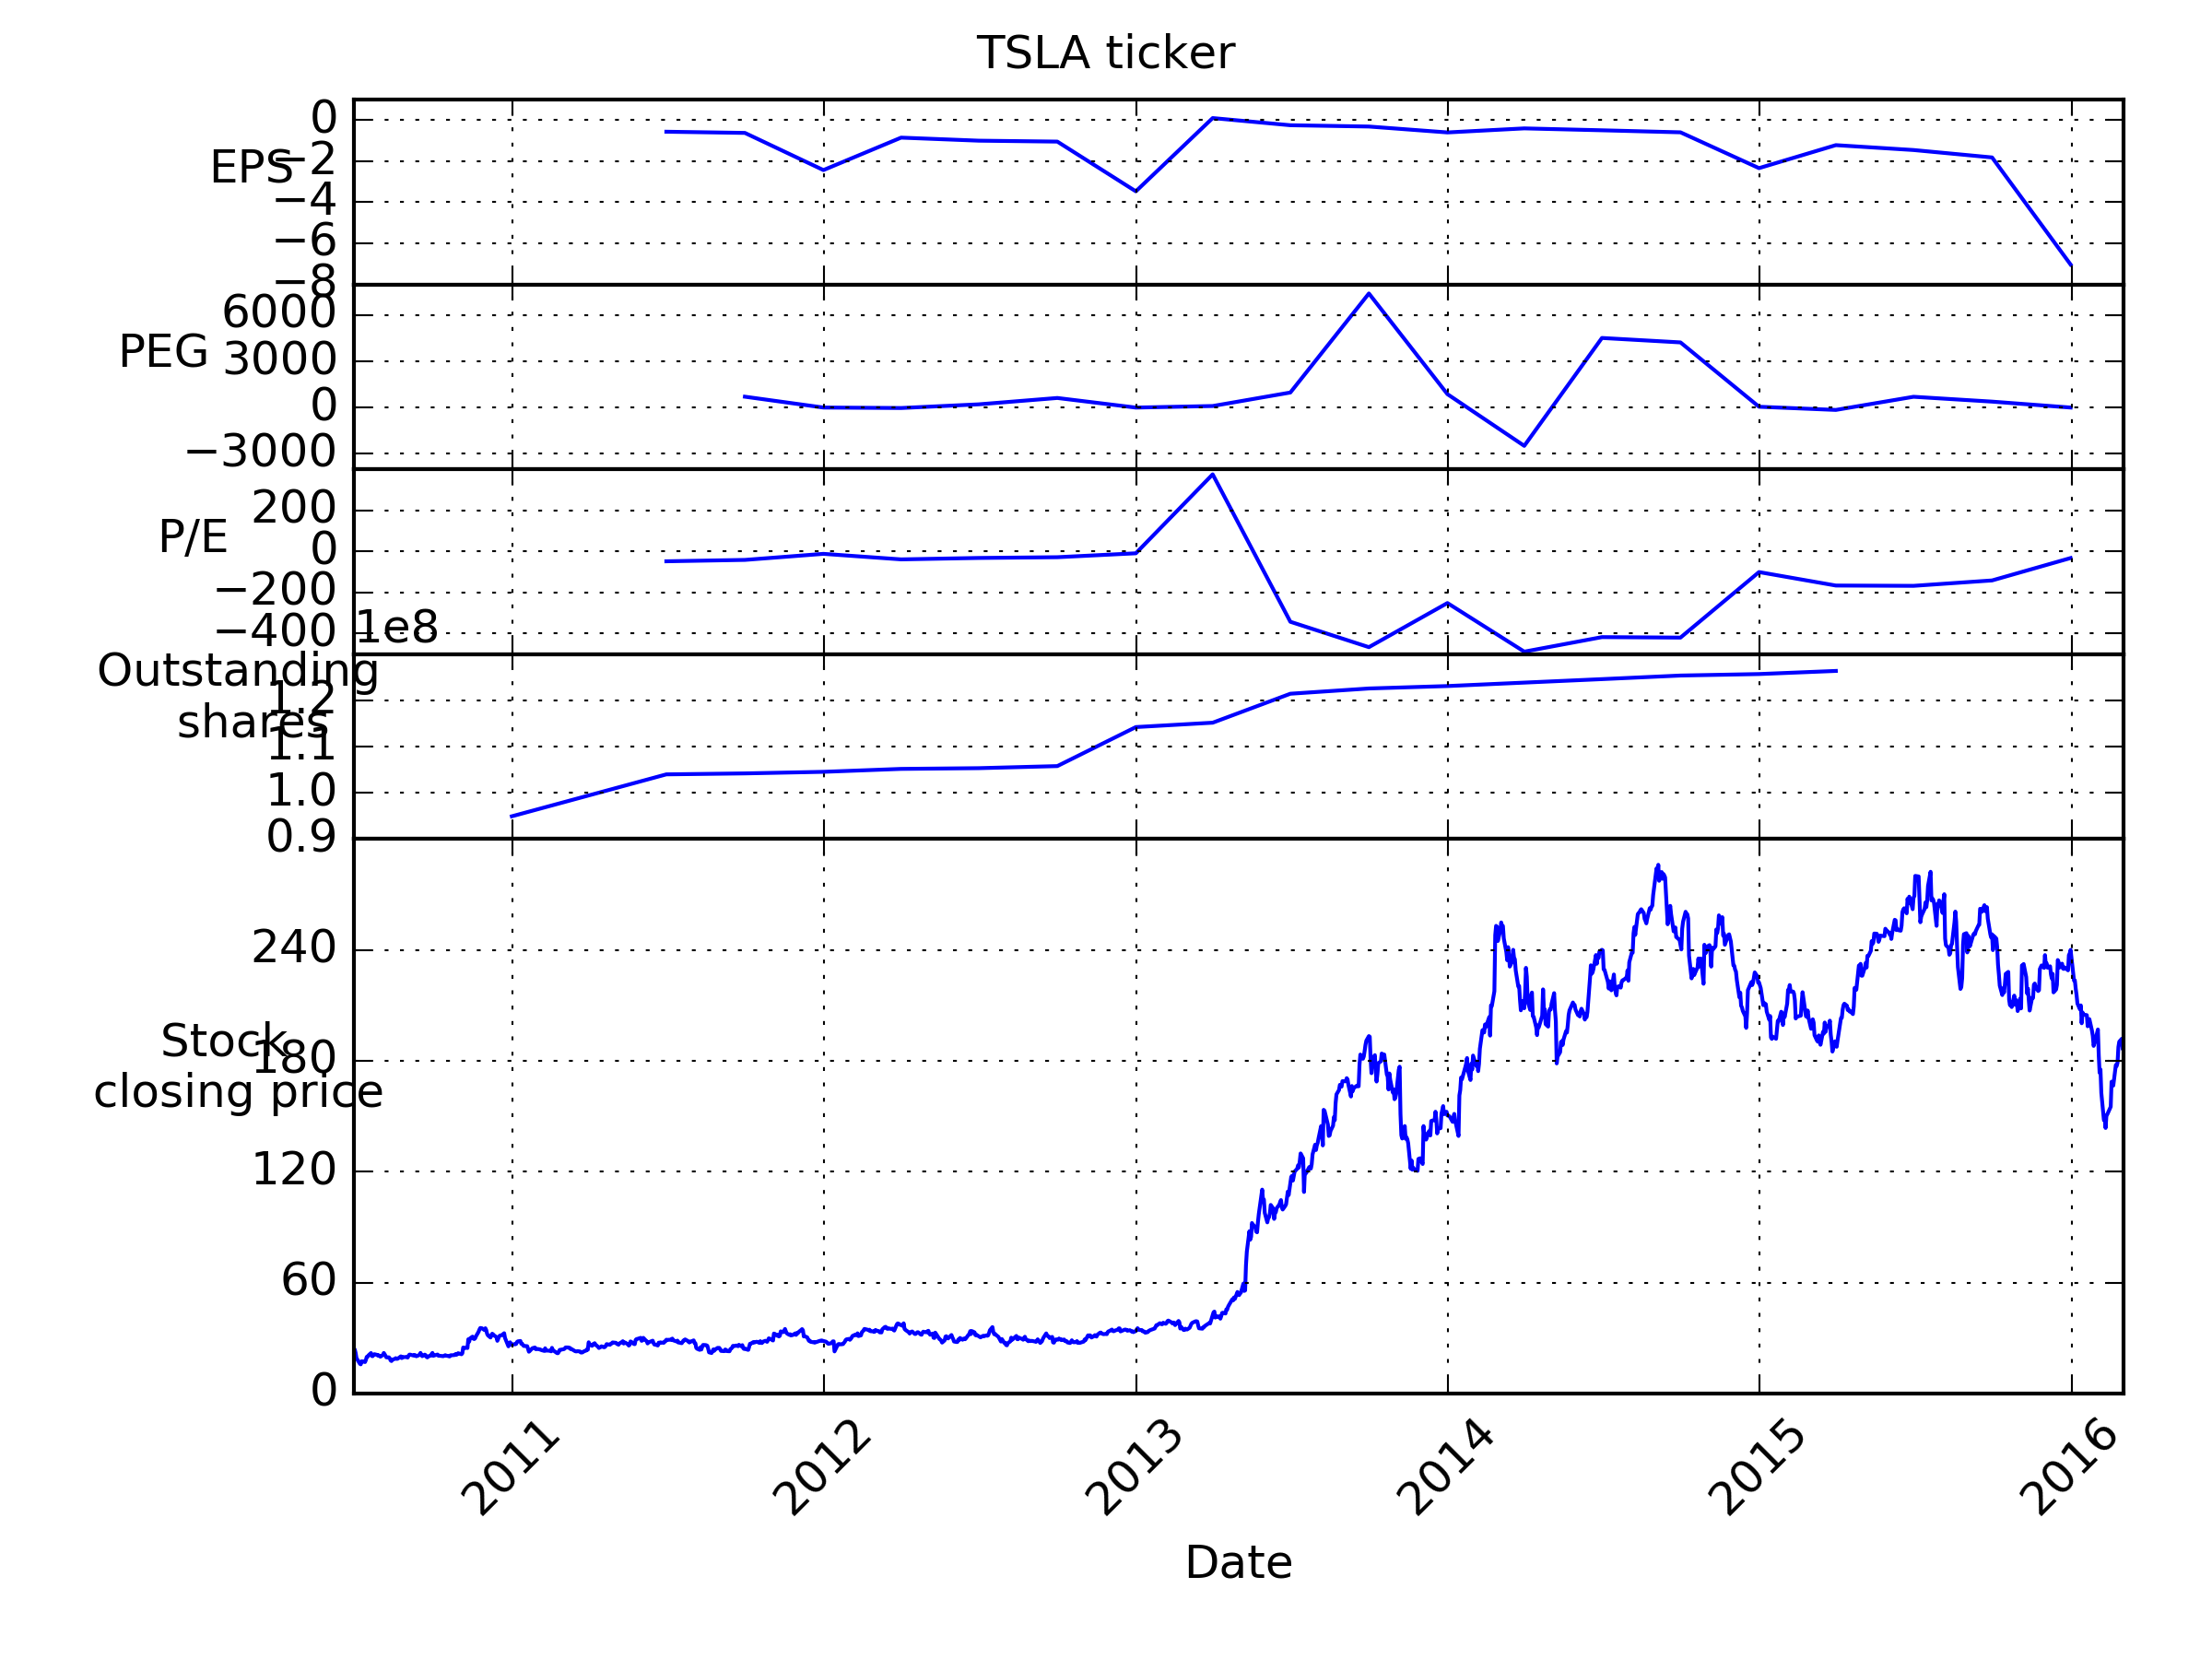 TSLA ticker
EPS
0
−2
−4
−6
−8
PEG
6000
3000
0
−3000
P/E
200
0
−200
−400
1e8
Outstanding
shares
1.2
1.1
1.0
0.9
Stock
closing price
240
180
120
60
0
2011
2012
2013
2014
2015
2016
Date